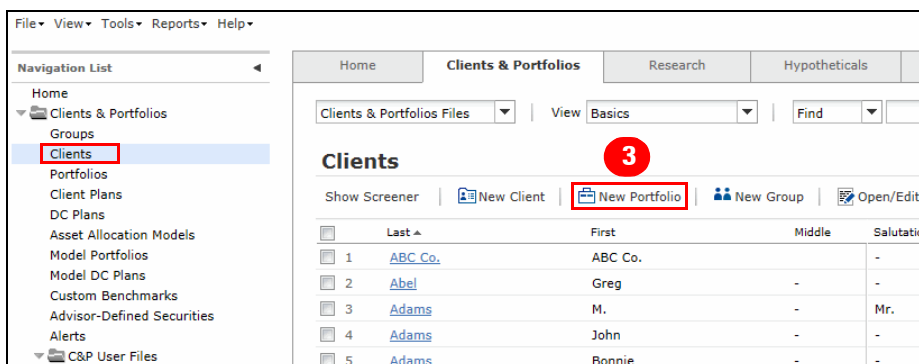 File View Tools Reports Help
Navigation List
Home
Clients & Portfolios
Groups
Clients
Portfolios
Client Plans
DC Plans
Asset Allocation Models
Model Portfolios
Model DC Plans
Custom Benchmarks
Advisor-Defined Securities
Alerts
C&P User Files
Home Clients & Portfolios Research Hypotheticals
Clients & Portfolios Files View Basics Find
Clients 3
Show Screener New Client New Portfolio New Group Open/Edit
Last First Middle Salutatio
1 ABC Co. ABC Co. -
2 Abel Greg - -
3 Adams M. - Mr.
4 Adams John - -
5 Adams Bonnie - -